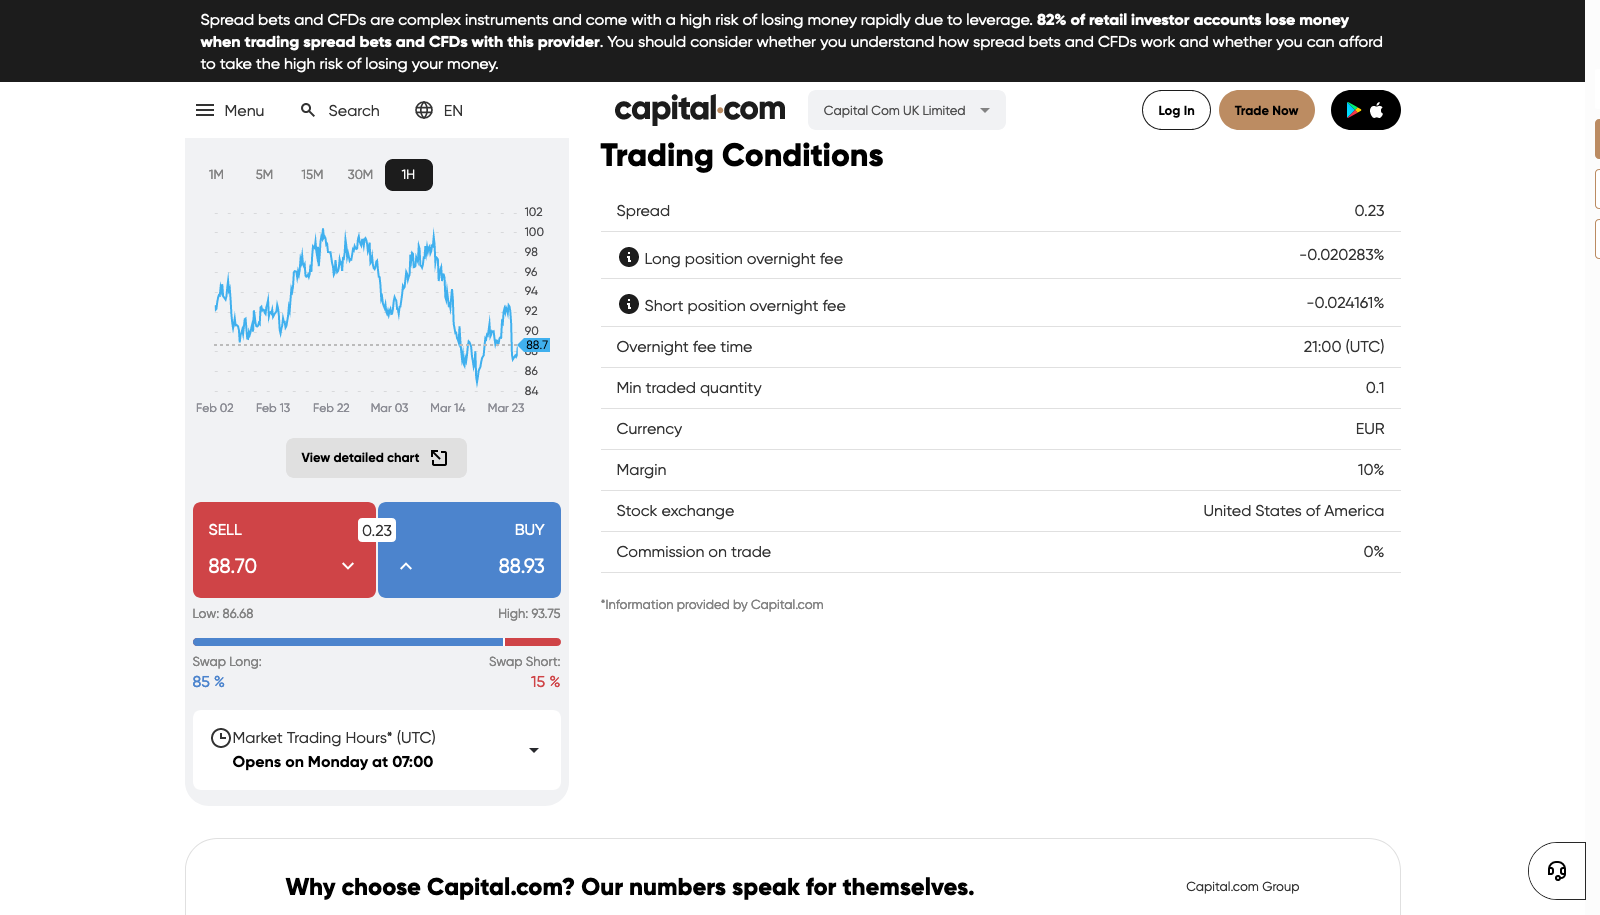 Spread bets and CFDs are complex instruments and come with a high risk of losing money rapidly due to leverage. 82% of retail investor accounts lose money
when trading spread bets and CFDs with this provider. You should consider whether you understand how spread bets and CFDs work and whether you can afford
to take the high risk of losing your money.
Menu
Search
EN
capital.com
Capital Com UK Limited
Log In
Trade Now
1M
5M
15M
30M
1H
102
100
98
96
94
92
90
88.7
88
86
84
Feb 02
Feb 13
Feb 22
Mar 03
Mar 14
Mar 23
View detailed chart
SELL
88.70
0.23
BUY
88.93
Low: 86.68
High: 93.75
Swap Long:
Swap Short:
85 %
15 %
Market Trading Hours* (UTC)
Opens on Monday at 07:00
Trading Conditions
Spread 0.23
Long position overnight fee -0.020283%
Short position overnight fee -0.024161%
Overnight fee time 21:00 (UTC)
Min traded quantity 0.1
Currency EUR
Margin 10%
Stock exchange United States of America
Commission on trade 0%
*Information provided by Capital.com
Why choose Capital.com? Our numbers speak for themselves.
Capital.com Group